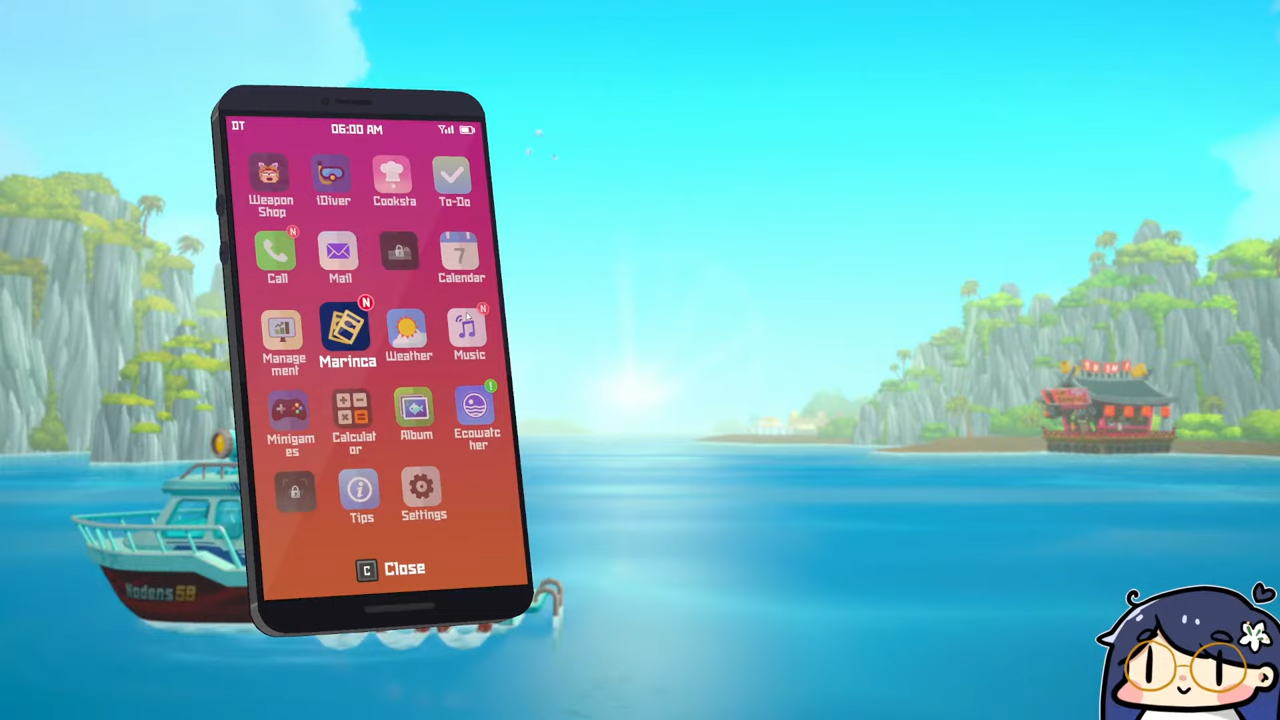 DT 06:00 AM
Weapon
Shop
iDiver
Cooksta
To-Do
Call
N
Mail
7
Calendar
Manage
ment
Marinca
N
Weather
Music
N
Minigam
es
Calculat
or
Album
Ecowatc
her
!
Tips
Settings
C Close
Nodens 58